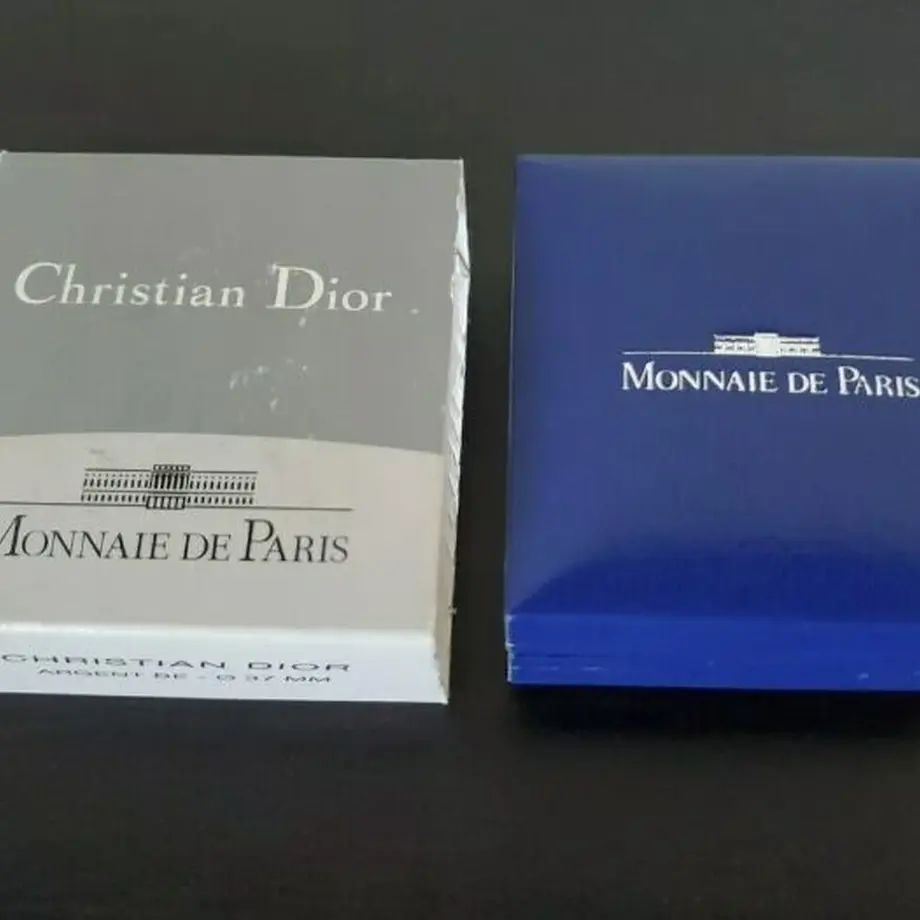 Christian Dior
MONNAIE DE PARIS
CHRISTIAN DIOR
ARGENT BE - Ø 37 MM
MONNAIE DE PARIS